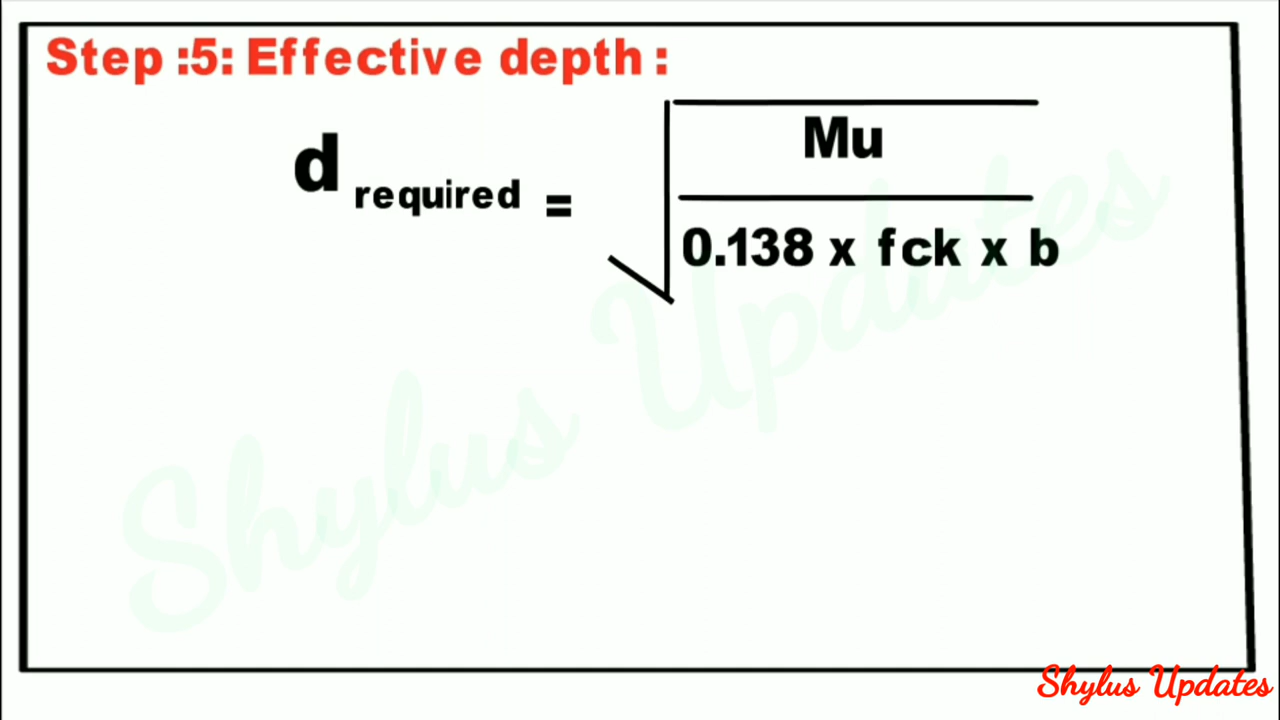 Step :5: Effective depth :
Mu
d required =
0.138 x fck x b
Shylus Updates
Shylus Updates